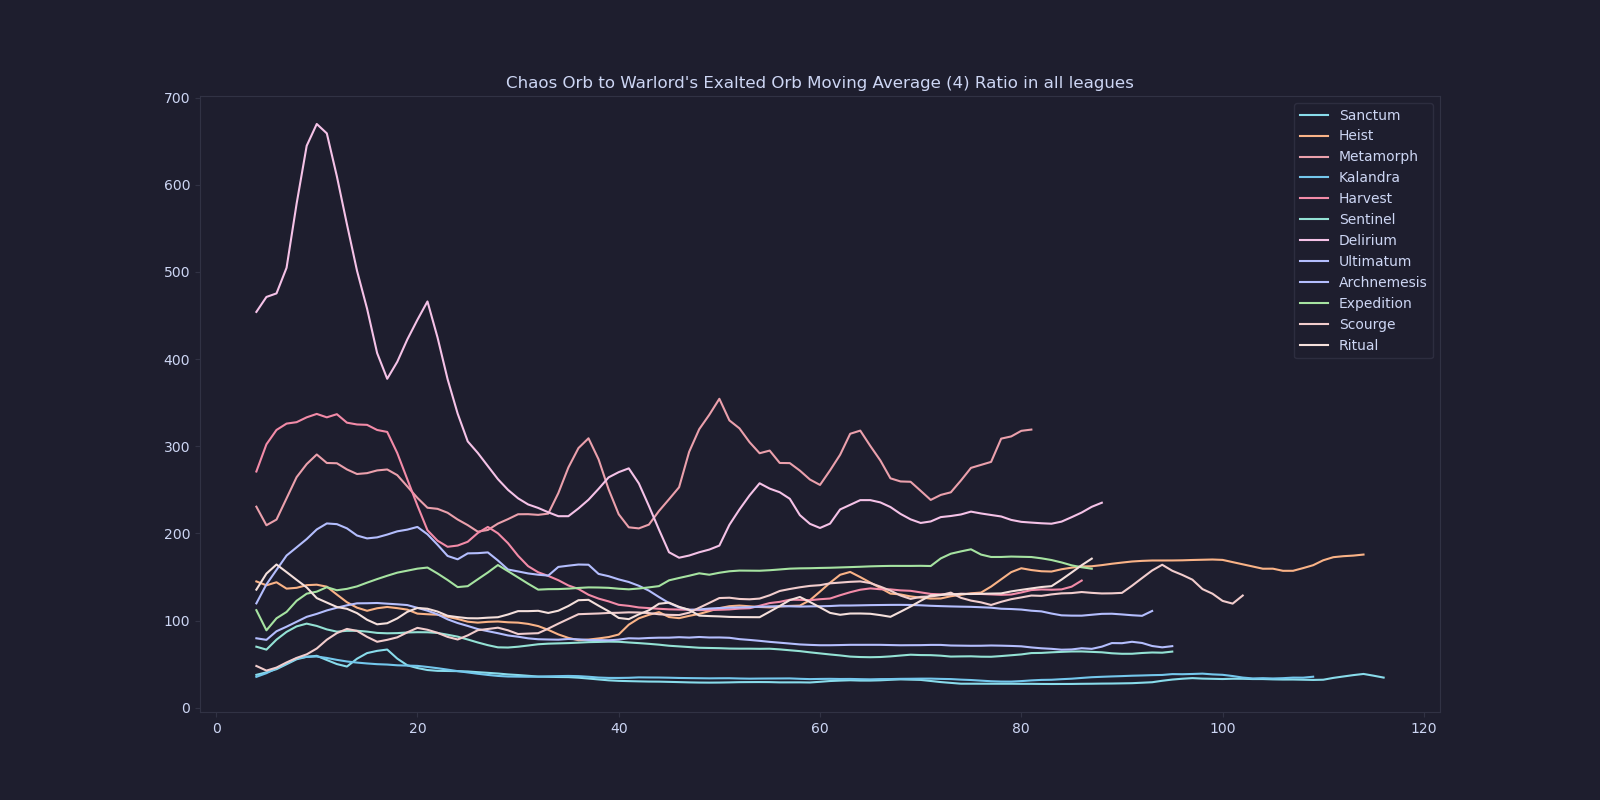 Chaos Orb to Warlord's Exalted Orb Moving Average (4) Ratio in all leagues
700
600
500
400
300
200
100
0
0 20 40 60 80 100 120
Sanctum
Heist
Metamorph
Kalandra
Harvest
Sentinel
Delirium
Ultimatum
Archnemesis
Expedition
Scourge
Ritual